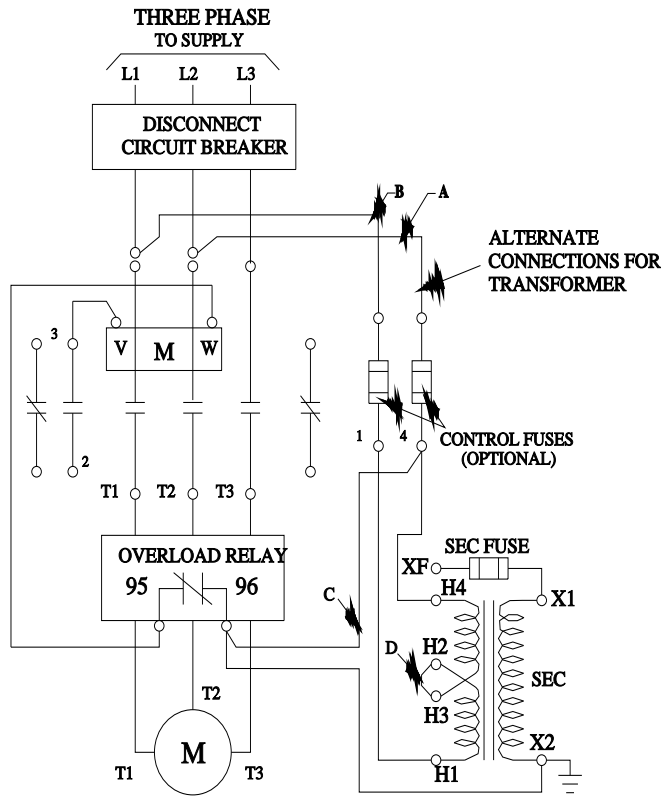 THREE PHASE
TO SUPPLY
L1 L2 L3
DISCONNECT
CIRCUIT BREAKER
B A
ALTERNATE
CONNECTIONS FOR
TRANSFORMER
3 V M W
1 4 CONTROL FUSES
(OPTIONAL)
2
T1 T2 T3
OVERLOAD RELAY
95 96
SEC FUSE
XF
H4 X1
C
D H2
SEC
H3
T2
X2
M
T1 T3 H1